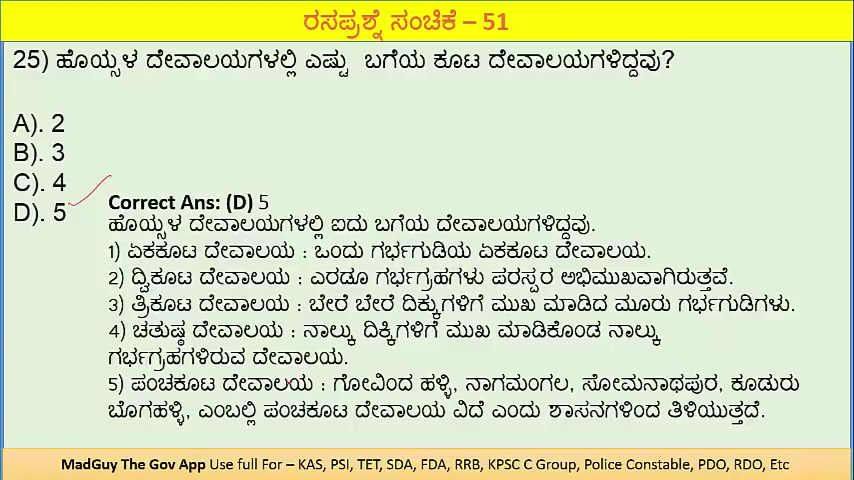 ರಸಪ್ರಶ್ನೆ ಸಂಚಿಕೆ – 51
25) ಹೊಯ್ಸಳ ದೇವಾಲಯಗಳಲ್ಲಿ ಎಷ್ಟು ಬಗೆಯ ಕೂಟ ದೇವಾಲಯಗಳಿದ್ದವು?
A). 2
B). 3
C). 4
D). 5
Correct Ans: (D) 5
ಹೊಯ್ಸಳ ದೇವಾಲಯಗಳಲ್ಲಿ ಐದು ಬಗೆಯ ದೇವಾಲಯಗಳಿದ್ದವು.
1) ಏಕಕೂಟ ದೇವಾಲಯ : ಒಂದು ಗರ್ಭಗುಡಿಯ ಏಕಕೂಟ ದೇವಾಲಯ.
2) ದ್ವಿಕೂಟ ದೇವಾಲಯ : ಎರಡೂ ಗರ್ಭಗ್ರಹಗಳು ಪರಸ್ಪರ ಅಭಿಮುಖವಾಗಿರುತ್ತವೆ.
3) ತ್ರಿಕೂಟ ದೇವಾಲಯ : ಬೇರೆ ಬೇರೆ ದಿಕ್ಕುಗಳಿಗೆ ಮುಖ ಮಾಡಿದ ಮೂರು ಗರ್ಭಗುಡಿಗಳು.
4) ಚತುಷ್ಠ ದೇವಾಲಯ : ನಾಲ್ಕು ದಿಕ್ಕಿಗಳಿಗೆ ಮುಖ ಮಾಡಿಕೊಂಡ ನಾಲ್ಕು
ಗರ್ಭಗ್ರಹಗಳಿರುವ ದೇವಾಲಯ.
5) ಪಂಚಕೂಟ ದೇವಾಲಯ : ಗೋವಿಂದ ಹಳ್ಳಿ, ನಾಗಮಂಗಲ, ಸೋಮನಾಥಪುರ, ಕೂಡುರು
ಬೊಗಹಳ್ಳಿ, ಎಂಬಲ್ಲಿ ಪಂಚಕೂಟ ದೇವಾಲಯ ವಿದೆ ಎಂದು ಶಾಸನಗಳಿಂದ ತಿಳಿಯುತ್ತದೆ.
MadGuy The Gov App Use full For – KAS, PSI, TET, SDA, FDA, RRB, KPSC C Group, Police Constable, PDO, RDO, Etc